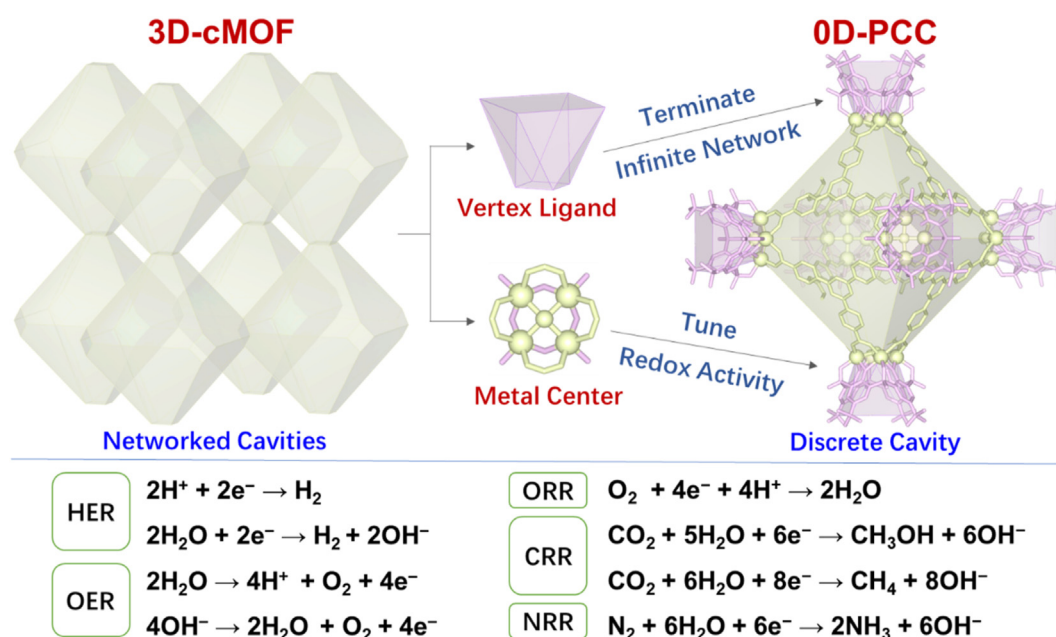 3D-cMOF
0D-PCC
Terminate
Infinite Network
Vertex Ligand
Tune
Redox Activity
Metal Center
Networked Cavities
Discrete Cavity
HER
2H⁺ + 2e⁻ → H₂
2H₂O + 2e⁻ → H₂ + 2OH⁻
OER
2H₂O → 4H⁺ + O₂ + 4e⁻
4OH⁻ → 2H₂O + O₂ + 4e⁻
ORR
O₂ + 4e⁻ + 4H⁺ → 2H₂O
CRR
CO₂ + 5H₂O + 6e⁻ → CH₃OH + 6OH⁻
CO₂ + 6H₂O + 8e⁻ → CH₄ + 8OH⁻
NRR
N₂ + 6H₂O + 6e⁻ → 2NH₃ + 6OH⁻